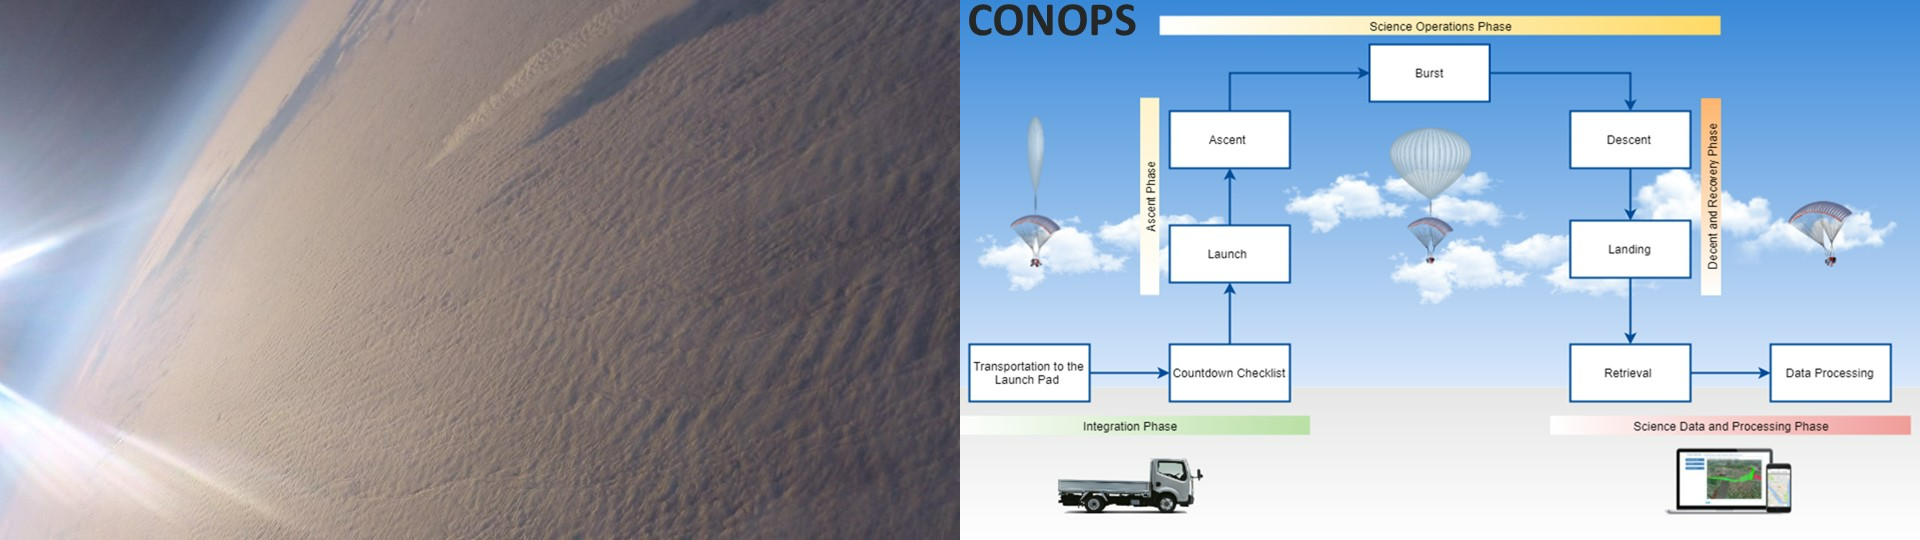 CONOPS
Science Operations Phase
Burst
Ascent
Descent
Ascent Phase
Decent and Recovery Phase
Launch
Landing
Transportation to the
Launch Pad
Countdown Checklist
Retrieval
Data Processing
Integration Phase
Science Data and Processing Phase